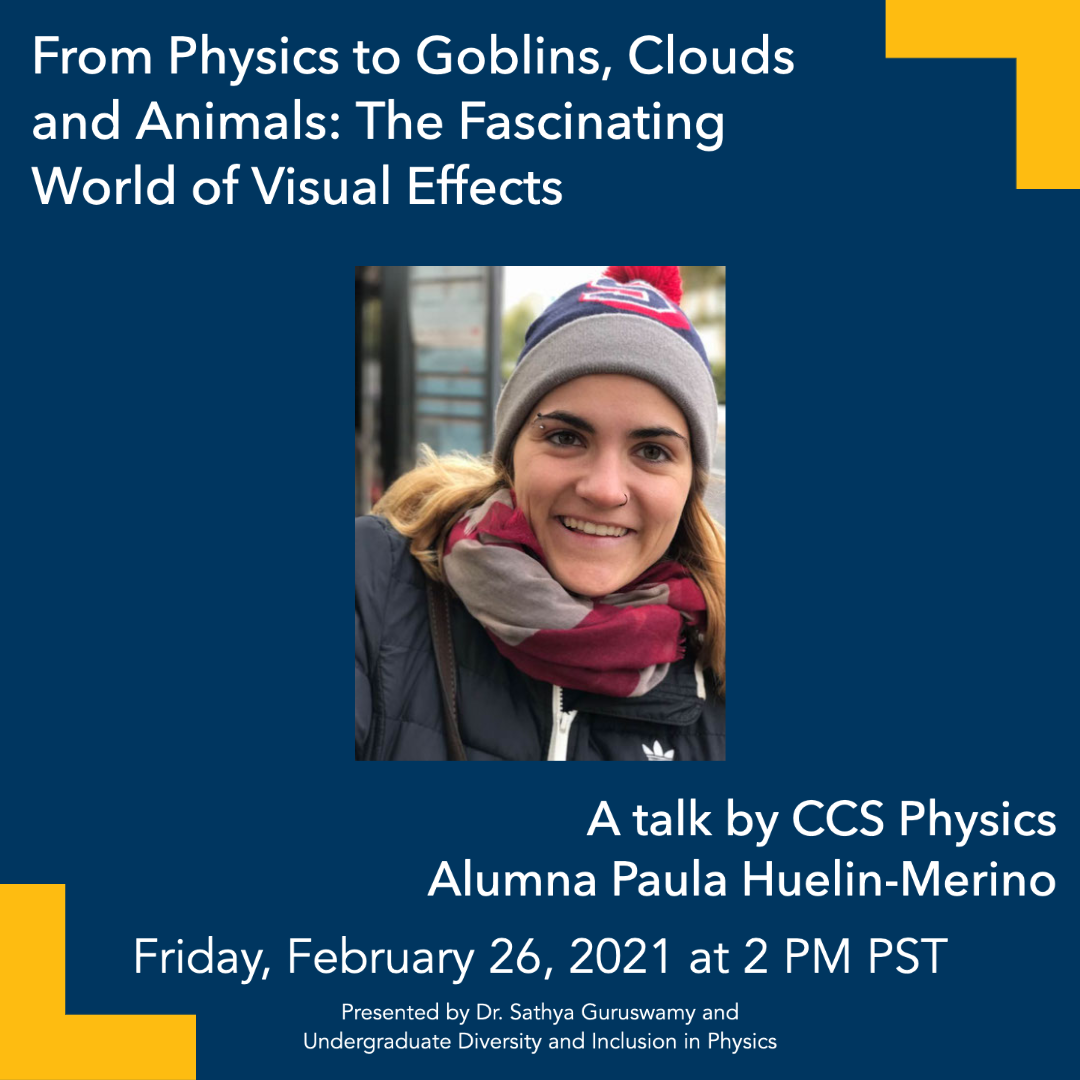 From Physics to Goblins, Clouds
and Animals: The Fascinating
World of Visual Effects
A talk by CCS Physics
Alumna Paula Huelin-Merino
Friday, February 26, 2021 at 2 PM PST
Presented by Dr. Sathya Guruswamy and
Undergraduate Diversity and Inclusion in Physics